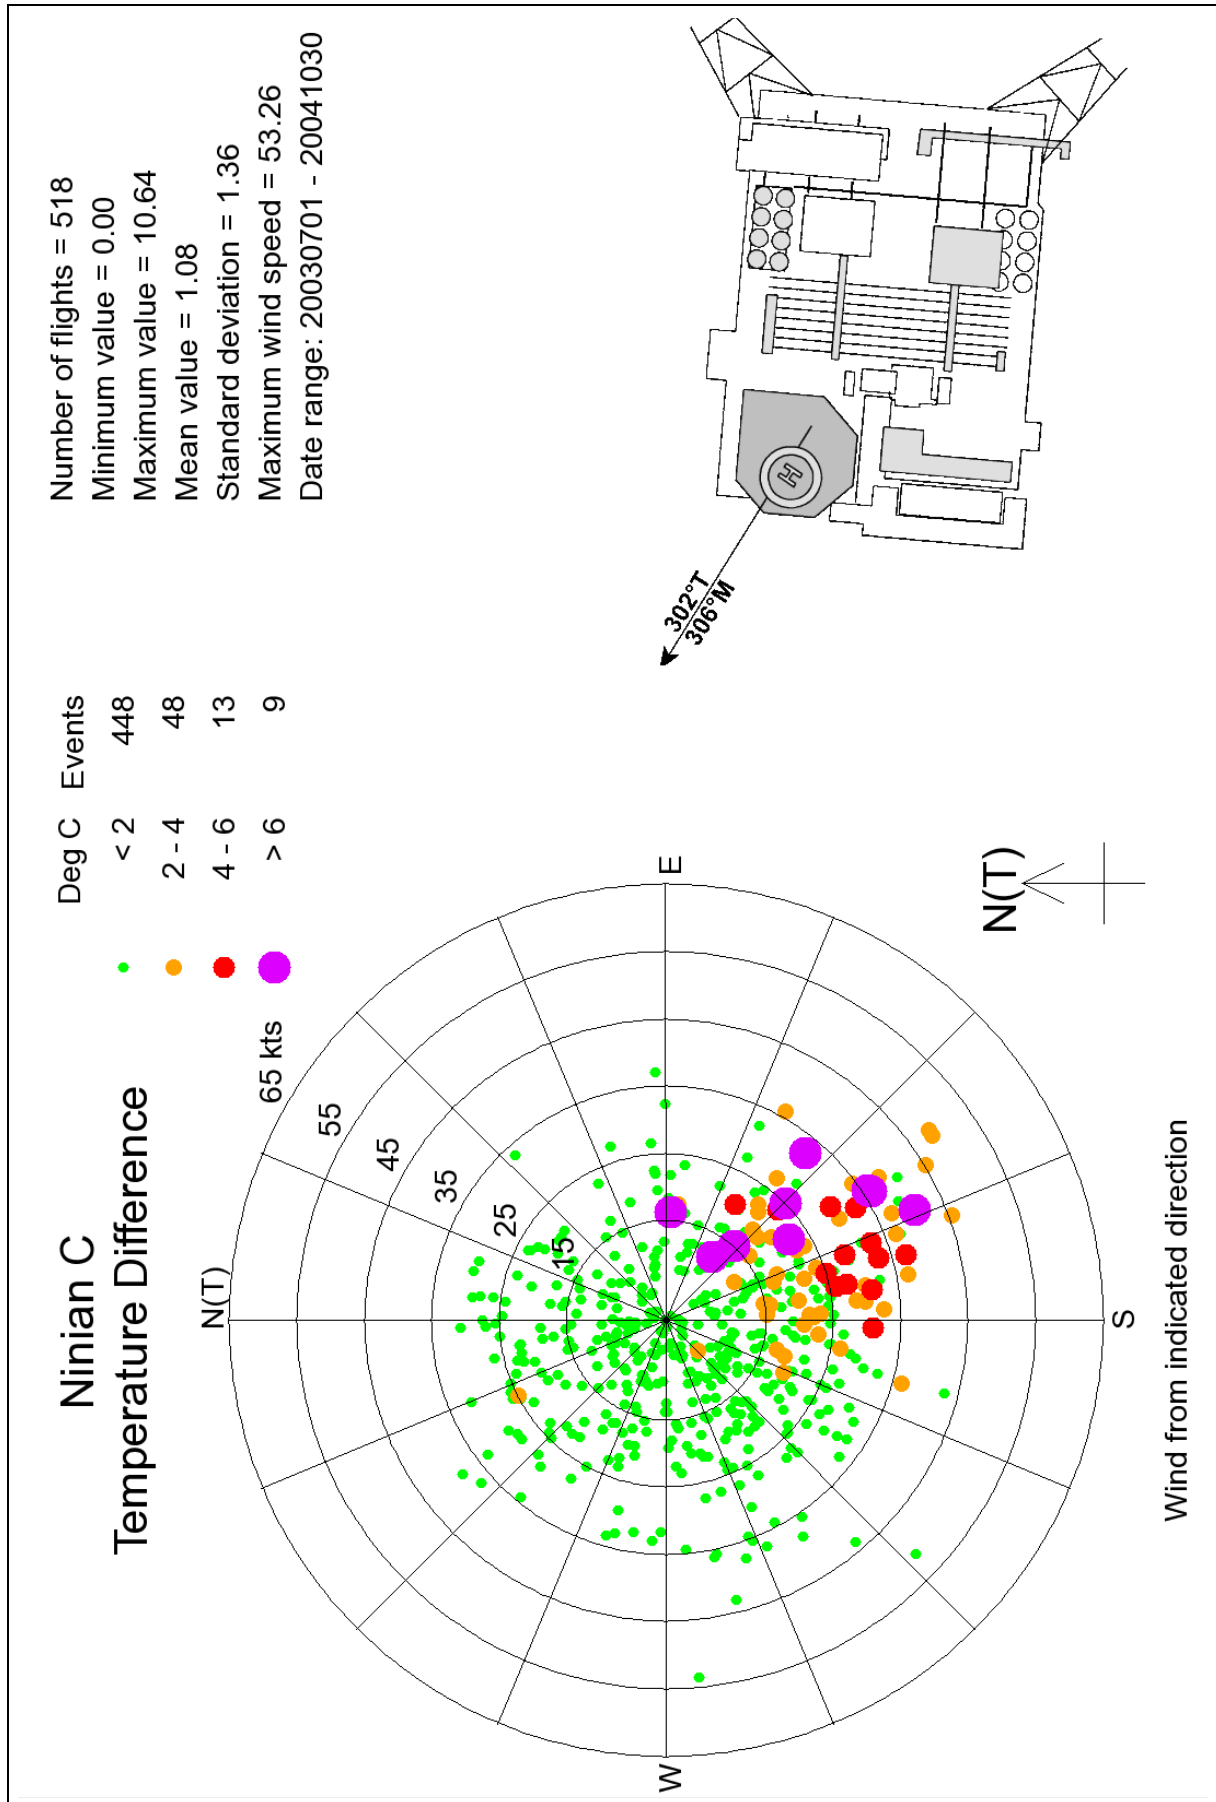 Ninian C
Temperature Difference
Deg C Events
< 2 448
2 - 4 48
4 - 6 13
> 6 9
Number of flights = 518
Minimum value = 0.00
Maximum value = 10.64
Mean value = 1.08
Standard deviation = 1.36
Maximum wind speed = 53.26
Date range: 20030701 - 20041030
N(T)
15
25
35
45
55
65 kts
W
E
S
302°T
306°M
H
N(T)
Wind from indicated direction